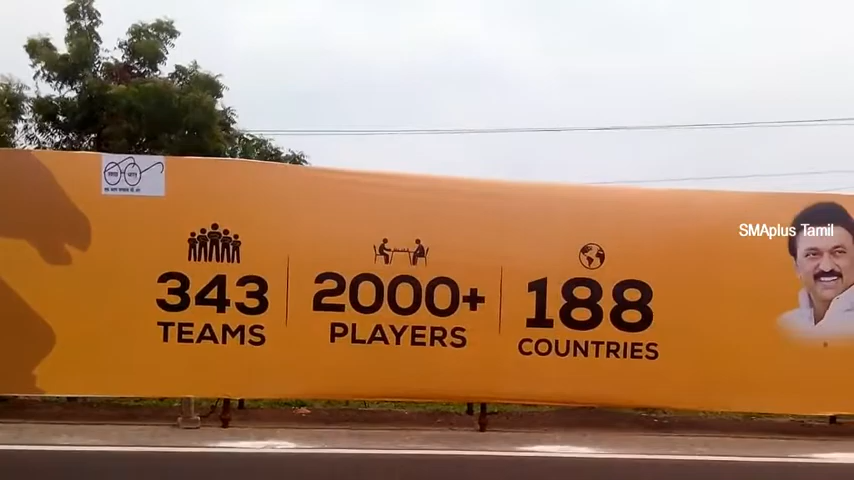 SMAplus Tamil
343
TEAMS
2000+
PLAYERS
188
COUNTRIES